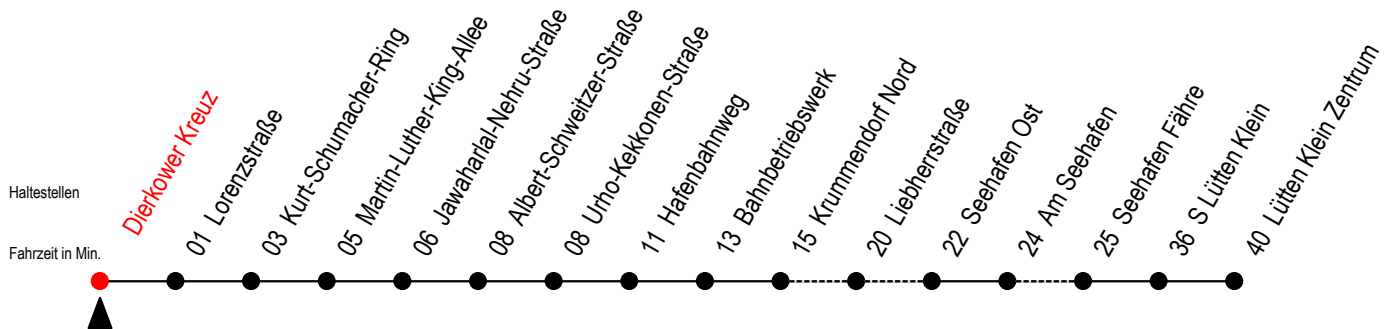 Haltestellen
Fahrzeit in Min.
Dierkower Kreuz
01 Lorenzstraße
03 Kurt-Schumacher-Ring
05 Martin-Luther-King-Allee
06 Jawaharlal-Nehru-Straße
08 Albert-Schweitzer-Straße
08 Urho-Kekkonen-Straße
11 Hafenbahnweg
13 Bahnbetriebswerk
15 Krummendorf Nord
20 Liebherrstraße
22 Seehafen Ost
24 Am Seehafen
25 Seehafen Fähre
36 S Lütten Klein
40 Lütten Klein Zentrum